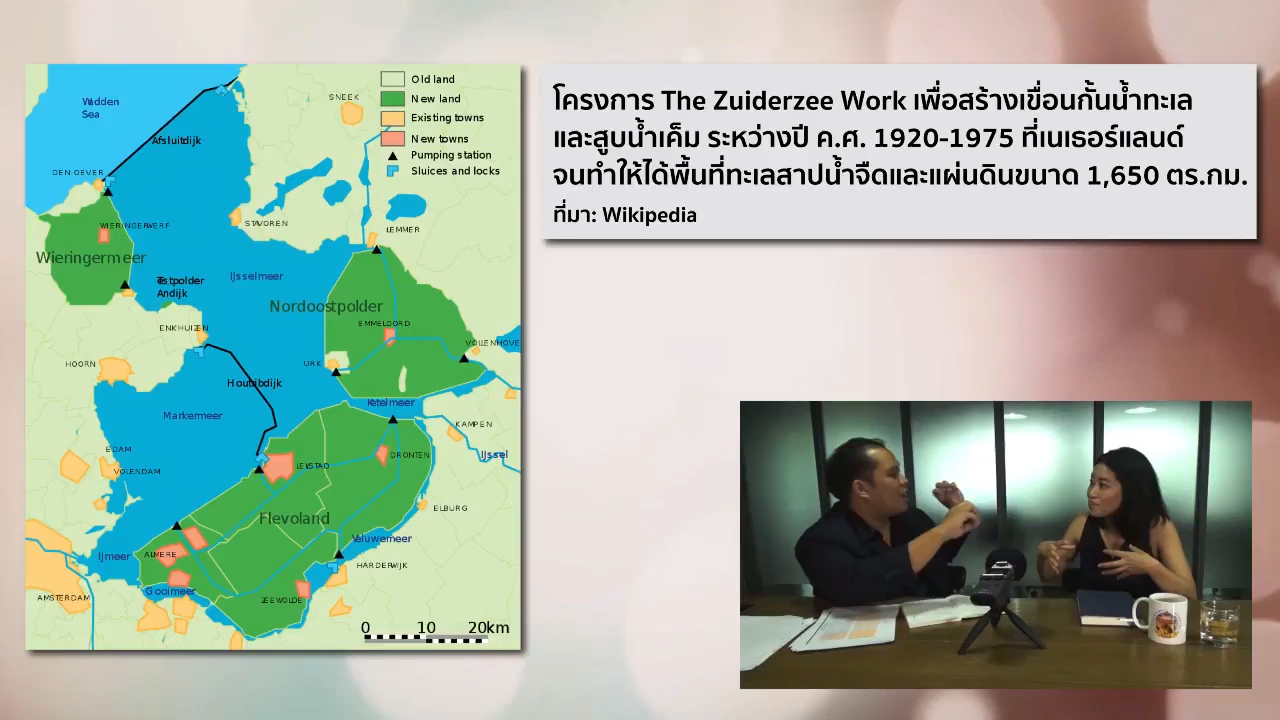 Old land
New land
Existing towns
New towns
Pumping station
Sluices and locks
Wadden
Sea
Afsluitdijk
SNEEK
DEN OEVER
WIERINGERWERF
Wieringermeer
STAVOREN
LEMMER
Testpolder
Andijk
IJsselmeer
Nordoostpolder
EMMELOORD
ENKHUIZEN
VOLLENHOVE
HOORN
URK
Houtribdijk
Markermeer
Ketelmeer
KAMPEN
EDAM
VOLENDAM
LELYSTAD
DRONTEN
IJssel
Flevoland
ELBURG
IJmeer
ALMERE
Veluwemeer
HARDERWIJK
Gooimeer
AMSTERDAM
ZEEWOLDE
0 10 20km
โครงการ The Zuiderzee Work เพื่อสร้างเขื่อนกั้นน้ำทะเล
และสูบน้ำเค็ม ระหว่างปี ค.ศ. 1920-1975 ที่เนเธอร์แลนด์
จนทำให้ได้พื้นที่ทะเลสาปน้ำจืดและแผ่นดินขนาด 1,650 ตร.กม.
ที่มา: Wikipedia